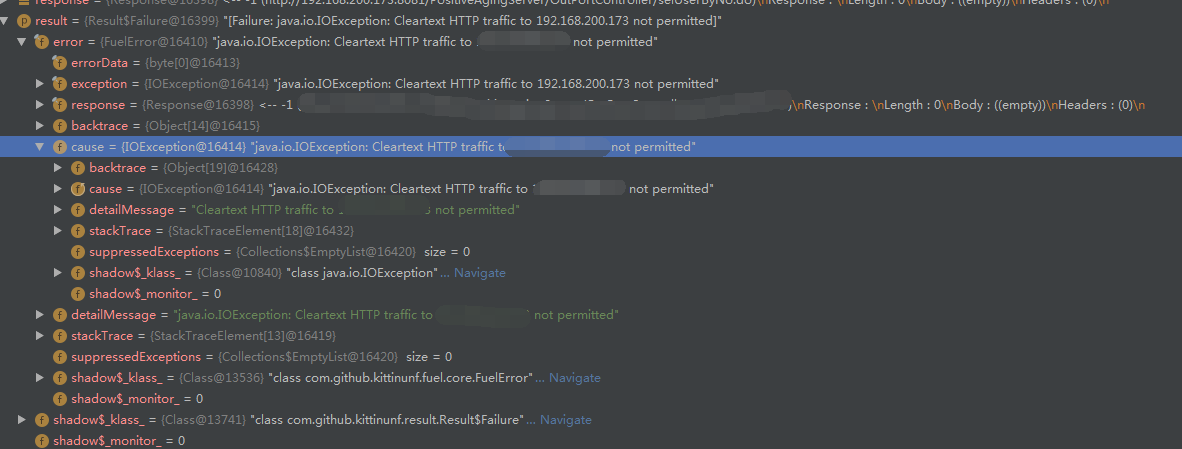 response = {Response@16398} <-- -1 (http://192.168.200.173:8081/PositiveAgingServer/OutPortController/selUserByNo.do)\nResponse : \nLength : 0\nBody : ((empty))\nHeaders : (0)\n
p result = {Result$Failure@16399} "[Failure: java.io.IOException: Cleartext HTTP traffic to 192.168.200.173 not permitted]"
f error = {FuelError@16410} "java.io.IOException: Cleartext HTTP traffic to not permitted"
f errorData = {byte[0]@16413}
f exception = {IOException@16414} "java.io.IOException: Cleartext HTTP traffic to 192.168.200.173 not permitted"
f response = {Response@16398} <-- -1 )\nResponse : \nLength : 0\nBody : ((empty))\nHeaders : (0)\n
f backtrace = {Object[14]@16415}
f cause = {IOException@16414} "java.io.IOException: Cleartext HTTP traffic to not permitted"
f backtrace = {Object[19]@16428}
f cause = {IOException@16414} "java.io.IOException: Cleartext HTTP traffic to not permitted"
f detailMessage = "Cleartext HTTP traffic to not permitted"
f stackTrace = {StackTraceElement[18]@16432}
f suppressedExceptions = {Collections$EmptyList@16420} size = 0
f shadow$_klass_ = {Class@10840} "class java.io.IOException" ... Navigate
f shadow$_monitor_ = 0
f detailMessage = "java.io.IOException: Cleartext HTTP traffic to not permitted"
f stackTrace = {StackTraceElement[13]@16419}
f suppressedExceptions = {Collections$EmptyList@16420} size = 0
f shadow$_klass_ = {Class@13536} "class com.github.kittinunf.fuel.core.FuelError" ... Navigate
f shadow$_monitor_ = 0
f shadow$_klass_ = {Class@13741} "class com.github.kittinunf.result.Result$Failure" ... Navigate
f shadow$_monitor_ = 0